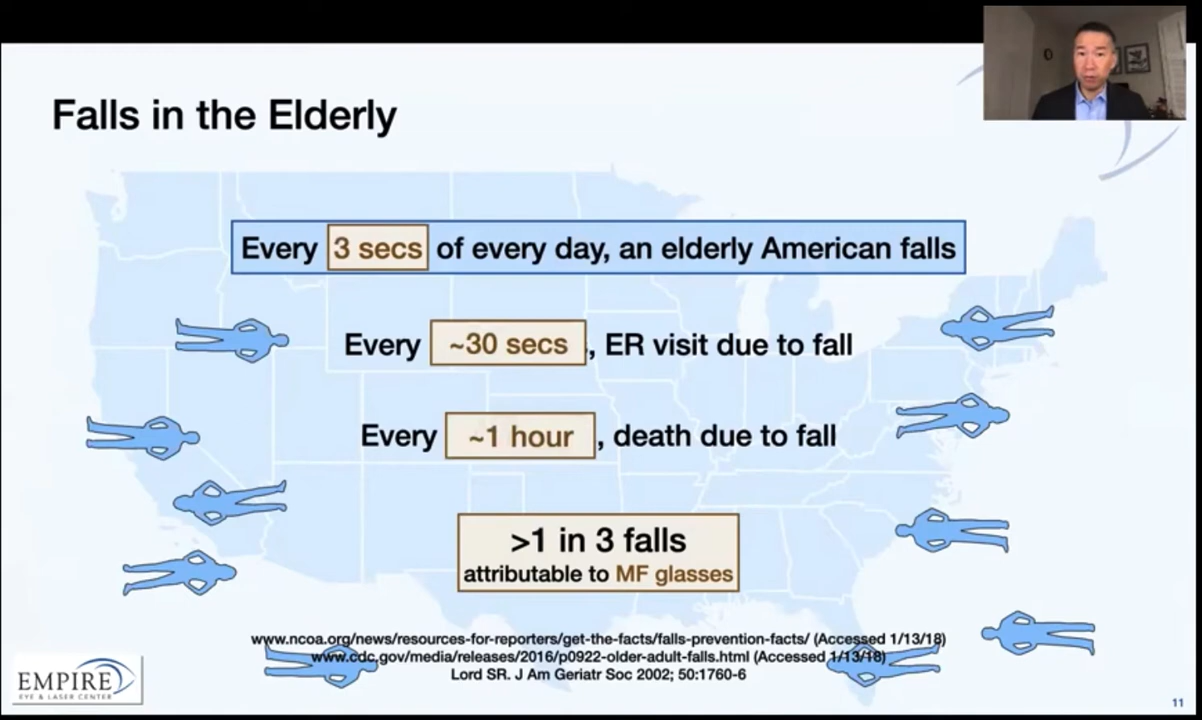 Falls in the Elderly
Every 3 secs of every day, an elderly American falls
Every ~30 secs , ER visit due to fall
Every ~1 hour , death due to fall
>1 in 3 falls
attributable to MF glasses
www.ncoa.org/news/resources-for-reporters/get-the-facts/falls-prevention-facts/ (Accessed 1/13/18)
www.cdc.gov/media/releases/2016/p0922-older-adult-falls.html (Accessed 1/13/18)
Lord SR. J Am Geriatr Soc 2002; 50:1760-6
EMPIRE
EYE & LASER CENTER
11